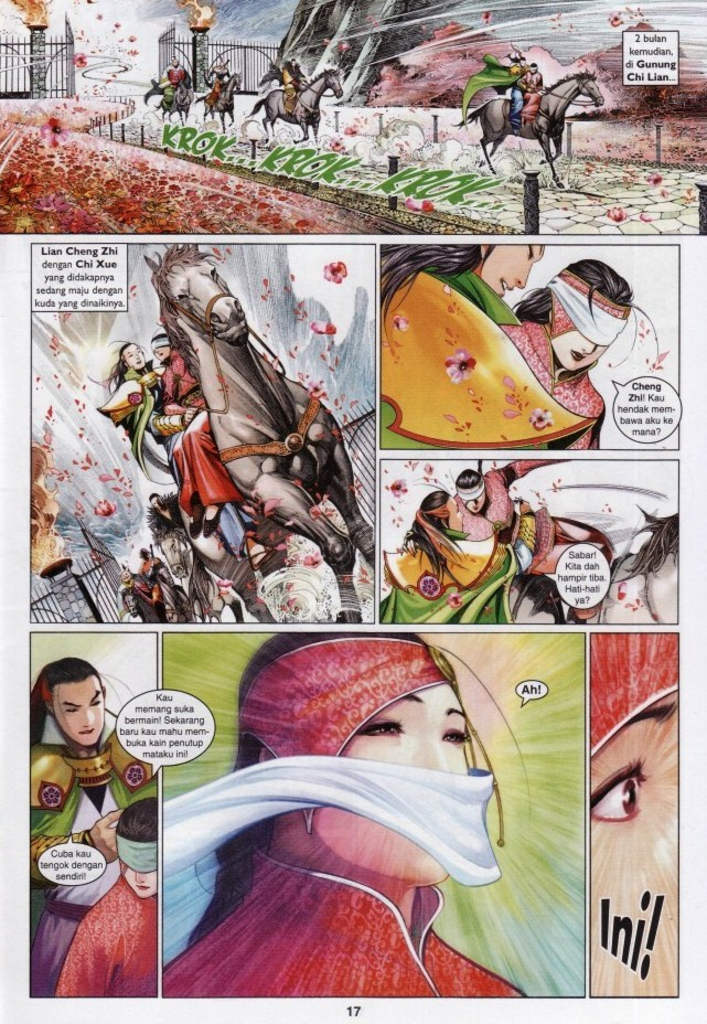 2 bulan
kemudian,
di Gunung
Chi Lian...
KROK... KROK... KROK...
Lian Cheng Zhi
dengan Chi Xue
yang didakapnya
sedang maju dengan
kuda yang dinaikinya.
Cheng
Zhi! Kau
hendak mem-
bawa aku ke
mana?
Sabar!
Kita dah
hampir tiba.
Hati-hati
ya?
Kau
memang suka
bermain! Sekarang
baru kau mahu mem-
buka kain penutup
mataku ini!
Cuba kau
tengok dengan
sendiri!
Ah!
Ini!
17